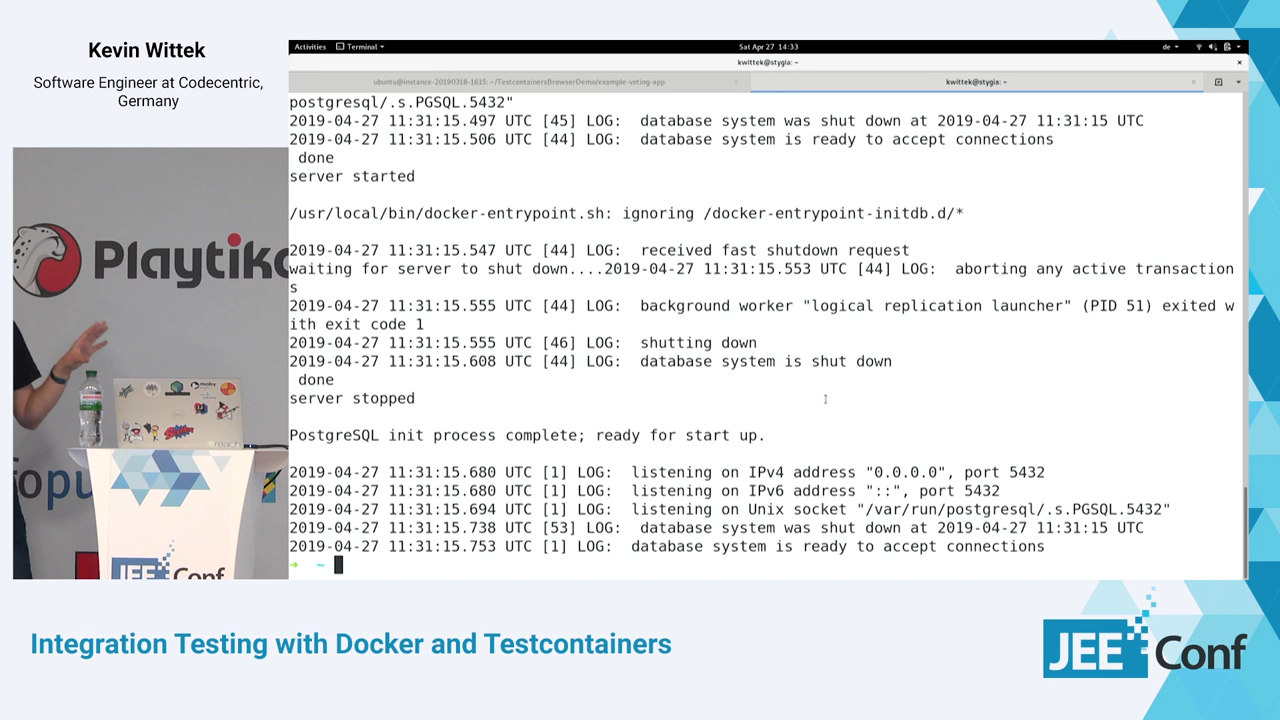 Kevin Wittek
Software Engineer at Codecentric,
Germany
Activities Terminal
Sat Apr 27 14:33
de
kwittek@stygia: ~
ubuntu@instance-20190318-1615: ~/TestcontainersBrowserDemo/example-voting-app
kwittek@stygia: ~
postgresql/.s.PGSQL.5432"
2019-04-27 11:31:15.497 UTC [45] LOG:  database system was shut down at 2019-04-27 11:31:15 UTC
2019-04-27 11:31:15.506 UTC [44] LOG:  database system is ready to accept connections
 done
server started
/usr/local/bin/docker-entrypoint.sh: ignoring /docker-entrypoint-initdb.d/*
2019-04-27 11:31:15.547 UTC [44] LOG:  received fast shutdown request
waiting for server to shut down....2019-04-27 11:31:15.553 UTC [44] LOG:  aborting any active transaction
s
2019-04-27 11:31:15.555 UTC [44] LOG:  background worker "logical replication launcher" (PID 51) exited w
ith exit code 1
2019-04-27 11:31:15.555 UTC [46] LOG:  shutting down
2019-04-27 11:31:15.608 UTC [44] LOG:  database system is shut down
 done
server stopped
PostgreSQL init process complete; ready for start up.
2019-04-27 11:31:15.680 UTC [1] LOG:  listening on IPv4 address "0.0.0.0", port 5432
2019-04-27 11:31:15.680 UTC [1] LOG:  listening on IPv6 address "::", port 5432
2019-04-27 11:31:15.694 UTC [1] LOG:  listening on Unix socket "/var/run/postgresql/.s.PGSQL.5432"
2019-04-27 11:31:15.738 UTC [53] LOG:  database system was shut down at 2019-04-27 11:31:15 UTC
2019-04-27 11:31:15.753 UTC [1] LOG:  database system is ready to accept connections
→ ~
Playtika
moby
JEE Conf
Integration Testing with Docker and Testcontainers
JEE Conf